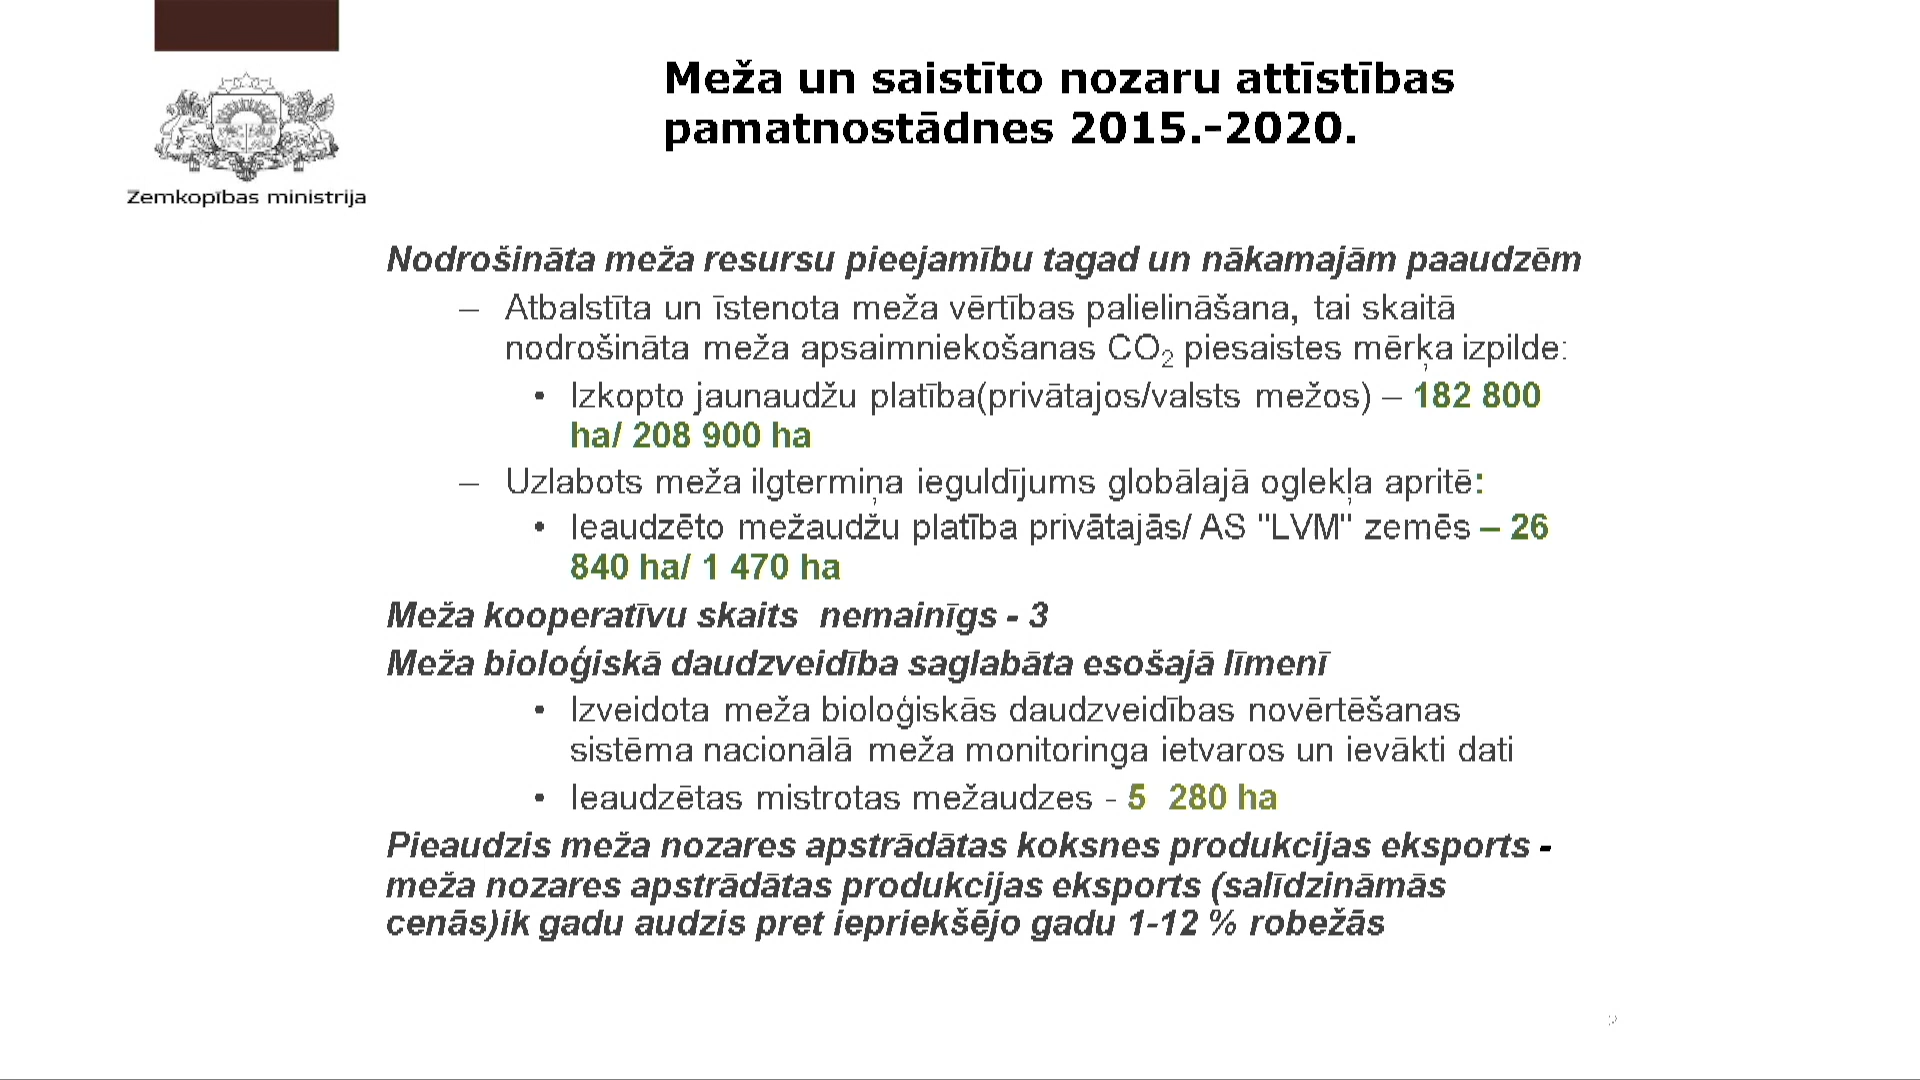 Zemkopības ministrija
Meža un saistīto nozaru attīstības
pamatnostādnes 2015.-2020.
Nodrošināta meža resursu pieejamību tagad un nākamajām paaudzēm
– Atbalstīta un īstenota meža vērtības palielināšana, tai skaitā
nodrošināta meža apsaimniekošanas CO₂ piesaistes mērķa izpilde:
• Izkopto jaunaudžu platība(privātajos/valsts mežos) – 182 800
ha/ 208 900 ha
– Uzlabots meža ilgtermiņa ieguldījums globālajā oglekļa apritē:
• Ieaudzēto mežaudžu platība privātajās/ AS "LVM" zemēs – 26
840 ha/ 1 470 ha
Meža kooperatīvu skaits nemainīgs - 3
Meža bioloģiskā daudzveidība saglabāta esošajā līmenī
• Izveidota meža bioloģiskās daudzveidības novērtēšanas
sistēma nacionālā meža monitoringa ietvaros un ievākti dati
• Ieaudzētas mistrotas mežaudzes - 5 280 ha
Pieaudzis meža nozares apstrādātas koksnes produkcijas eksports -
meža nozares apstrādātas produkcijas eksports (salīdzināmās
cenās)ik gadu audzis pret iepriekšējo gadu 1-12 % robežās